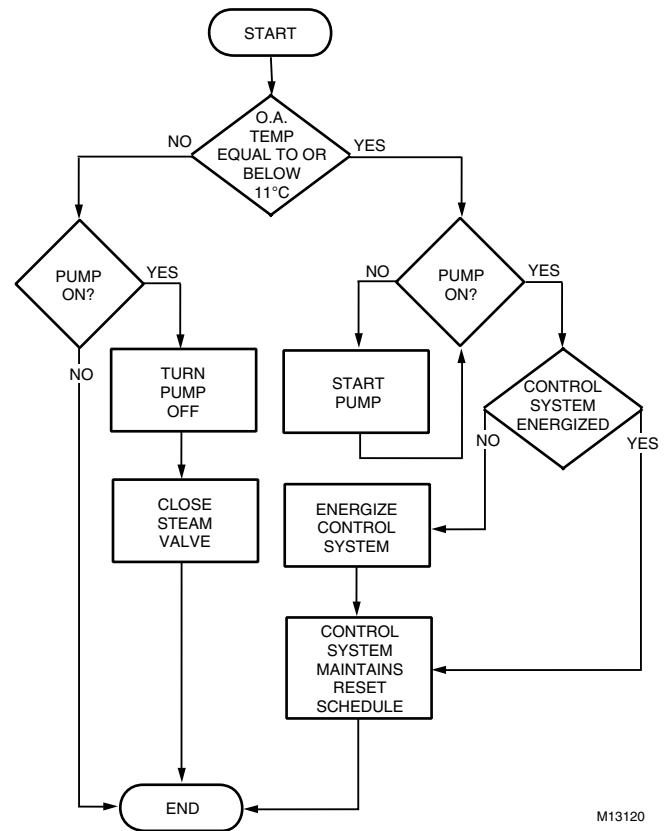 START
O.A.
TEMP
EQUAL TO OR
BELOW
11°C
NO
YES
PUMP
ON?
YES
NO
PUMP
ON?
NO
YES
TURN
PUMP
OFF
START
PUMP
CONTROL
SYSTEM
ENERGIZED
NO
YES
CLOSE
STEAM
VALVE
ENERGIZE
CONTROL
SYSTEM
CONTROL
SYSTEM
MAINTAINS
RESET
SCHEDULE
END
M13120